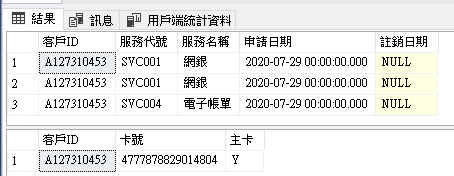 結果 訊息 用戶端統計資料
客戶ID 服務代號 服務名稱 申請日期 註銷日期
1 A127310453 SVC001 網銀 2020-07-29 00:00:00.000 NULL
2 A127310453 SVC001 網銀 2020-07-29 00:00:00.000 NULL
3 A127310453 SVC004 電子帳單 2020-07-29 00:00:00.000 NULL
客戶ID 卡號 主卡
1 A127310453 4777878829014804 Y